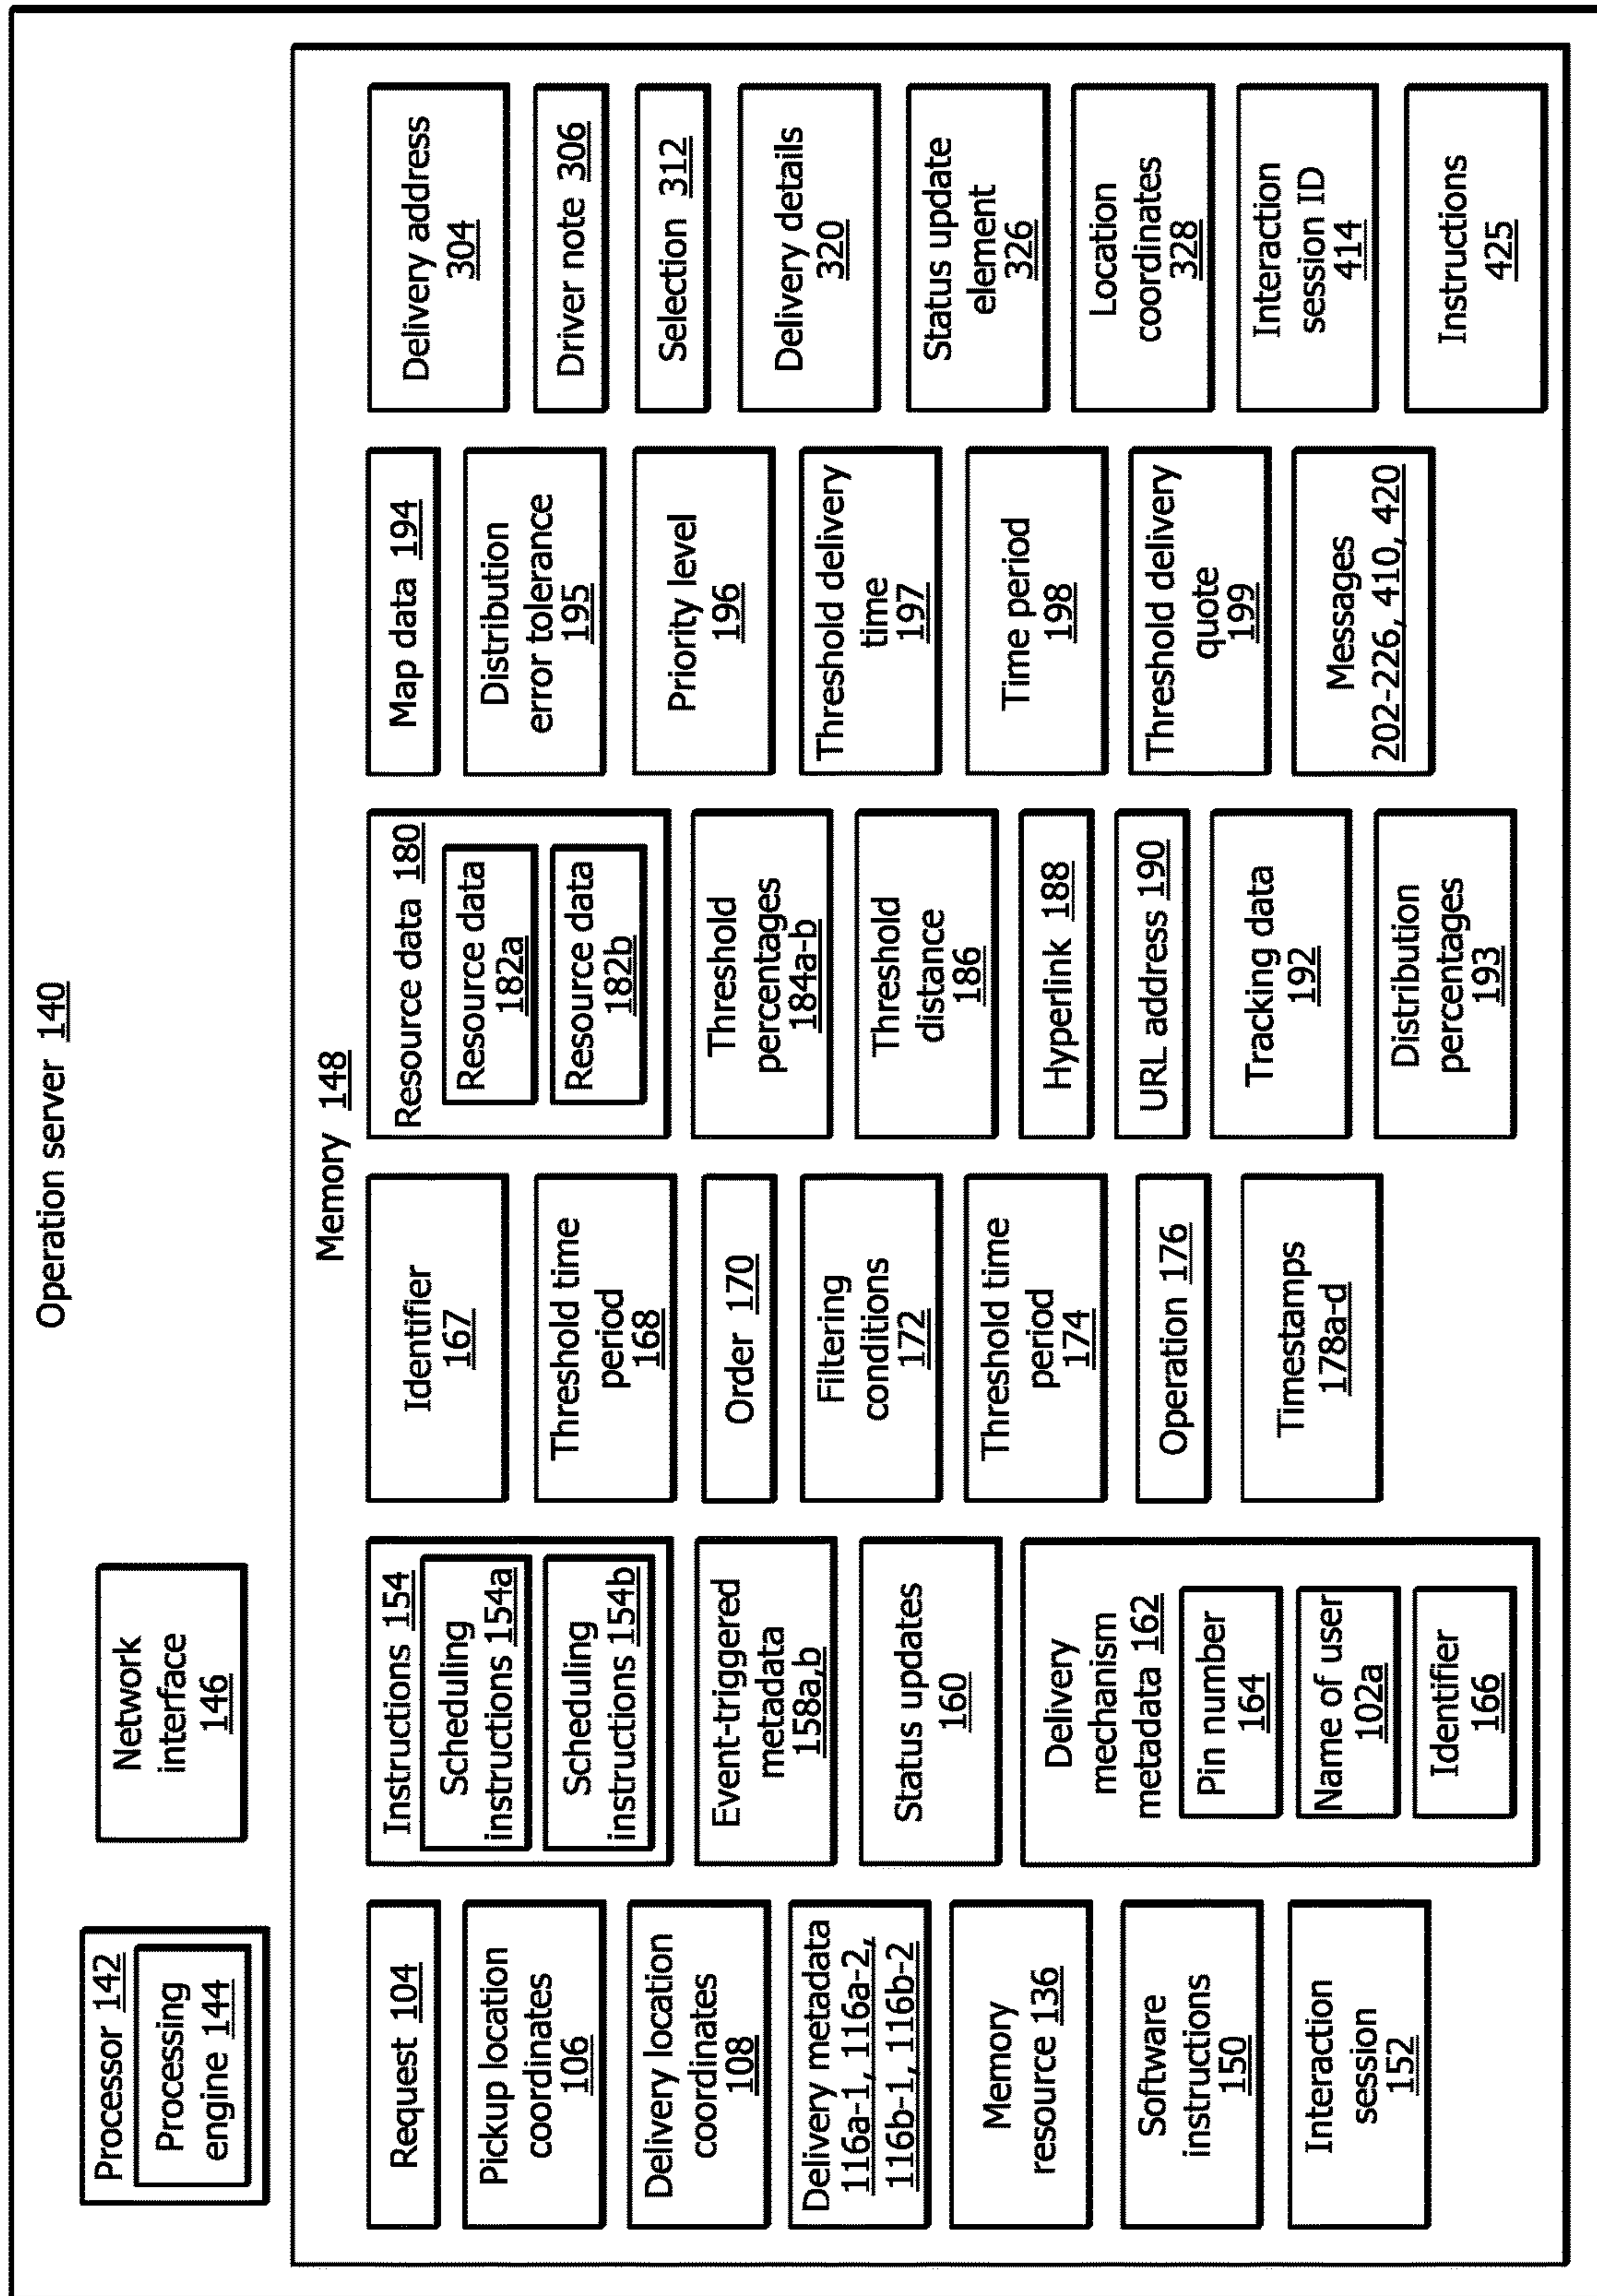 Operation server 140
Processor 142
Processing
engine 144
Network
interface
146
Memory 148
Request 104
Pickup location
coordinates
106
Delivery location
coordinates
108
Delivery metadata
116a-1, 116a-2,
116b-1, 116b-2
Memory
resource 136
Software
instructions
150
Interaction
session
152
Instructions 154
Scheduling
instructions 154a
Scheduling
instructions 154b
Event-triggered
metadata
158a,b
Status updates
160
Delivery
mechanism
metadata 162
Pin number
164
Name of user
102a
Identifier
166
Identifier
167
Threshold time
period
168
Order 170
Filtering
conditions
172
Threshold time
period
174
Operation 176
Timestamps
178a-d
Resource data 180
Resource data
182a
Resource data
182b
Threshold
percentages
184a-b
Threshold
distance
186
Hyperlink 188
URL address 190
Tracking data
192
Distribution
percentages
193
Map data 194
Distribution
error tolerance
195
Priority level
196
Threshold delivery
time
197
Time period
198
Threshold delivery
quote
199
Messages
202-226, 410, 420
Delivery address
304
Driver note 306
Selection 312
Delivery details
320
Status update
element
326
Location
coordinates
328
Interaction
session ID
414
Instructions
425